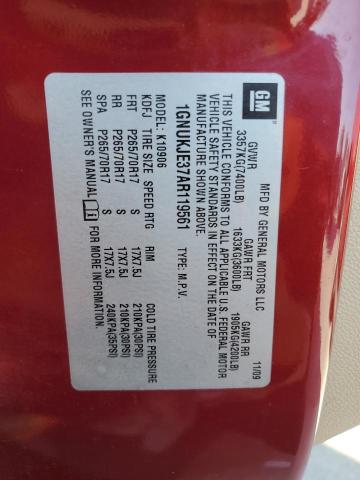 GM
MFD BY GENERAL MOTORS LLC 11/09
GVWR GAWR FRT GAWR RR
3357KG(7400LB) 1633KG(3600LB) 1905KG(4200LB)
THIS VEHICLE CONFORMS TO ALL APPLICABLE U.S. FEDERAL MOTOR
VEHICLE SAFETY STANDARDS IN EFFECT ON THE DATE OF
MANUFACTURE SHOWN ABOVE.
1GNUKJE37AR119561 TYPE: M.P.V.
MODEL: K10906
KDFJ TIRE SIZE SPEED RTG RIM COLD TIRE PRESSURE
FRT P265/70R17 S 17X7.5J 210KPA(30PSI)
RR P265/70R17 S 17X7.5J 210KPA(30PSI)
SPA P265/70R17 S 17X7.5J 240KPA(35PSI)
SEE OWNER'S MANUAL